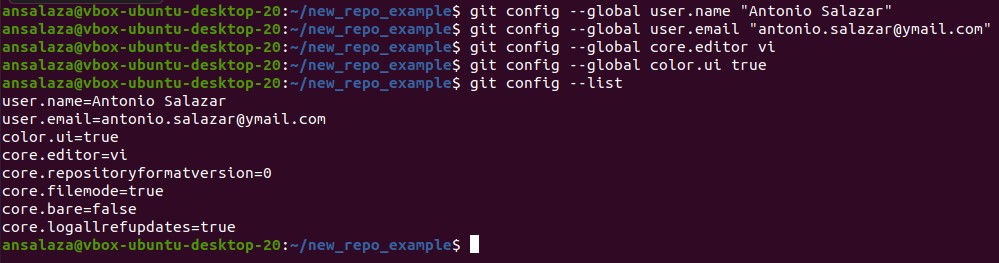 ansalaza@vbox-ubuntu-desktop-20:~/new_repo_example$ git config --global user.name "Antonio Salazar"
ansalaza@vbox-ubuntu-desktop-20:~/new_repo_example$ git config --global user.email "antonio.salazar@ymail.com"
ansalaza@vbox-ubuntu-desktop-20:~/new_repo_example$ git config --global core.editor vi
ansalaza@vbox-ubuntu-desktop-20:~/new_repo_example$ git config --global color.ui true
ansalaza@vbox-ubuntu-desktop-20:~/new_repo_example$ git config --list
user.name=Antonio Salazar
user.email=antonio.salazar@ymail.com
color.ui=true
core.editor=vi
core.repositoryformatversion=0
core.filemode=true
core.bare=false
core.logallrefupdates=true
ansalaza@vbox-ubuntu-desktop-20:~/new_repo_example$